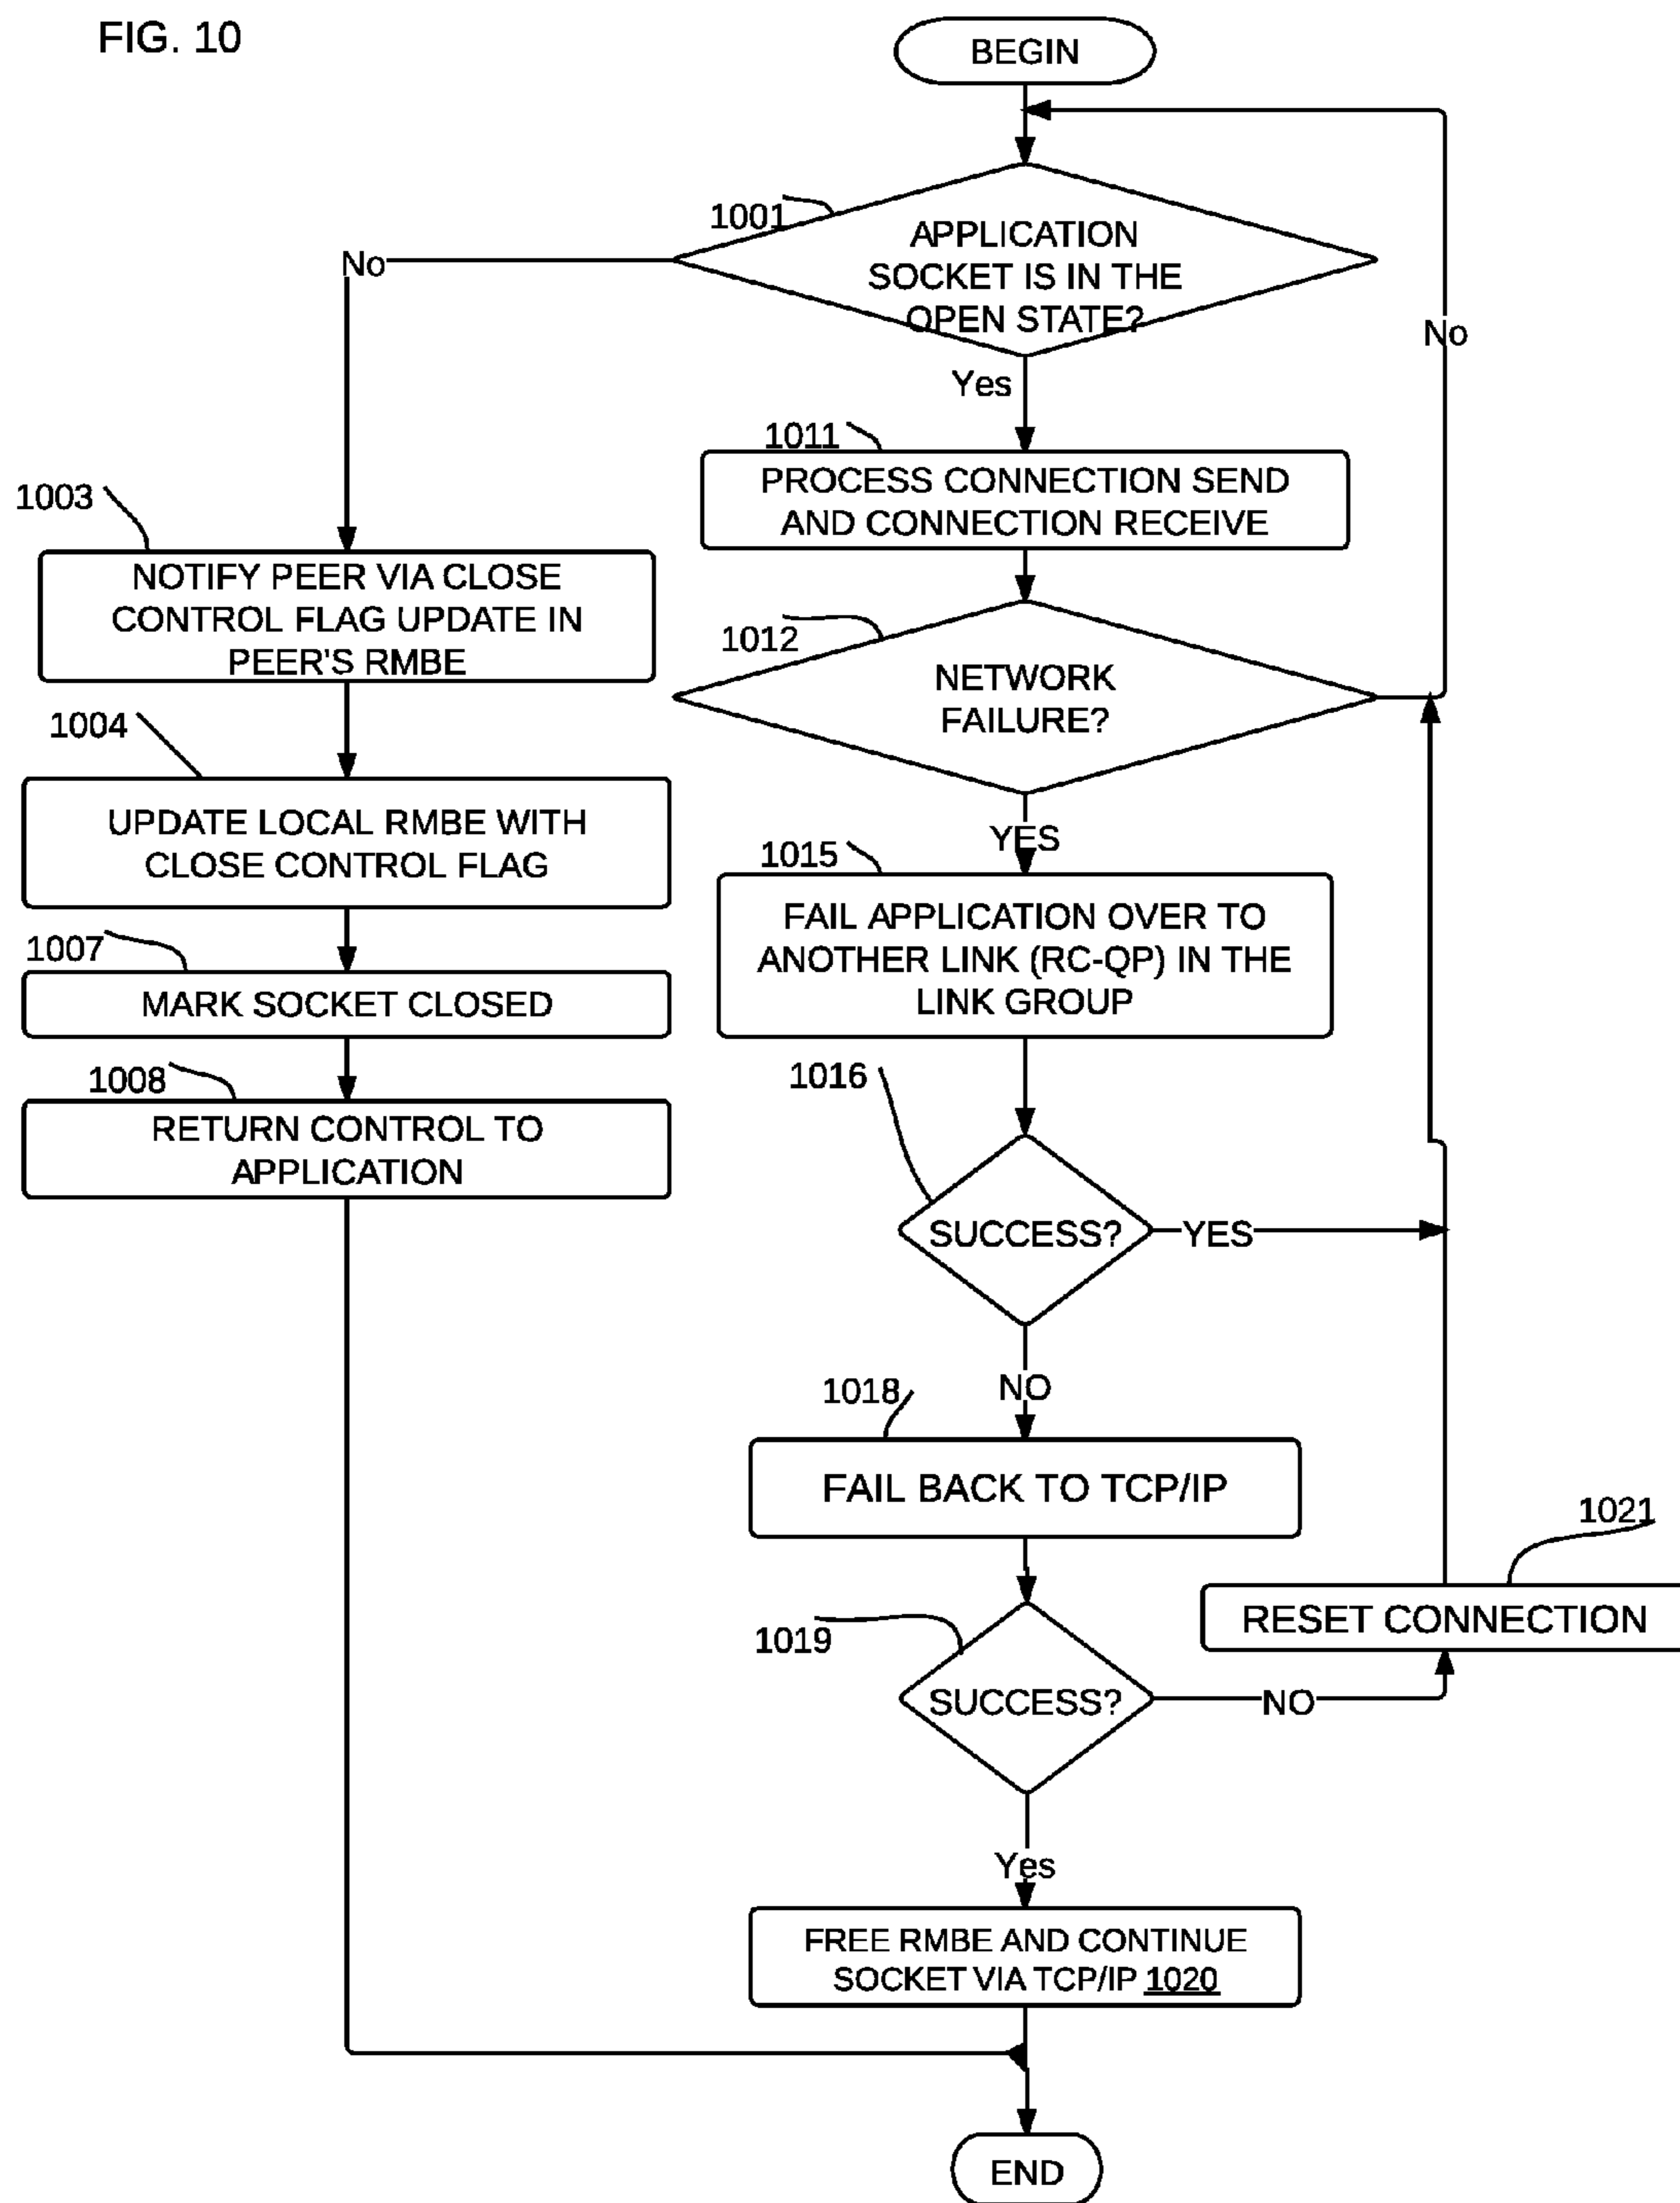 FIG. 10
BEGIN
1001
APPLICATION
SOCKET IS IN THE
OPEN STATE?
No
No
Yes
1011
PROCESS CONNECTION SEND
AND CONNECTION RECEIVE
1003
NOTIFY PEER VIA CLOSE
CONTROL FLAG UPDATE IN
PEER'S RMBE
1012
NETWORK
FAILURE?
1004
UPDATE LOCAL RMBE WITH
CLOSE CONTROL FLAG
YES
1015
FAIL APPLICATION OVER TO
ANOTHER LINK (RC-QP) IN THE
LINK GROUP
1007
MARK SOCKET CLOSED
1008
RETURN CONTROL TO
APPLICATION
1016
SUCCESS?
YES
NO
1018
FAIL BACK TO TCP/IP
1021
RESET CONNECTION
1019
SUCCESS?
NO
Yes
FREE RMBE AND CONTINUE
SOCKET VIA TCP/IP 1020
END